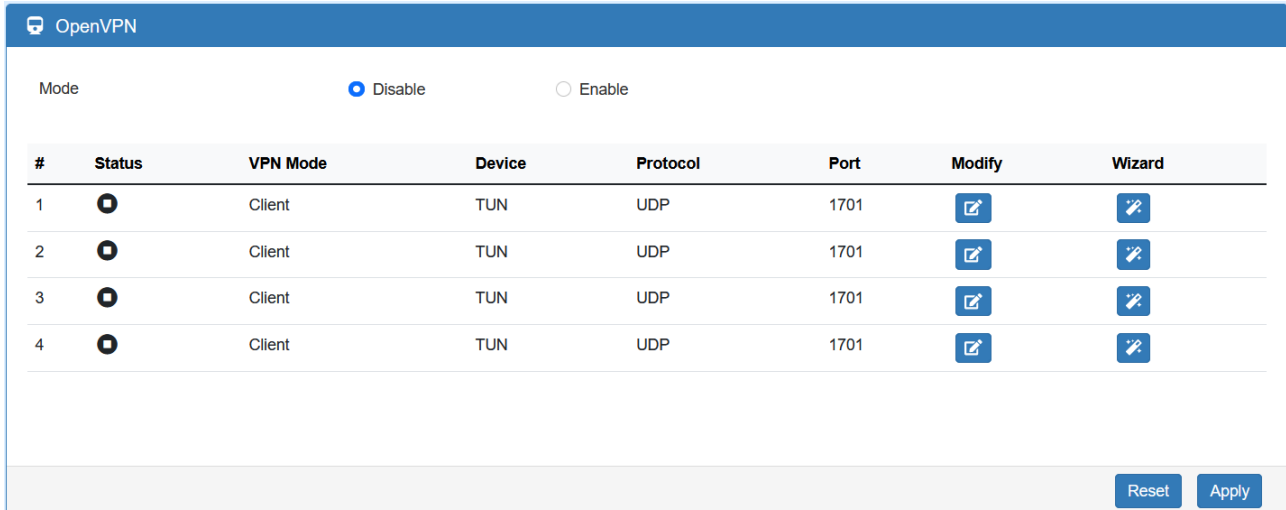 OpenVPN
Mode Disable Enable
# Status VPN Mode Device Protocol Port Modify Wizard
1 Client TUN UDP 1701
2 Client TUN UDP 1701
3 Client TUN UDP 1701
4 Client TUN UDP 1701
Reset Apply